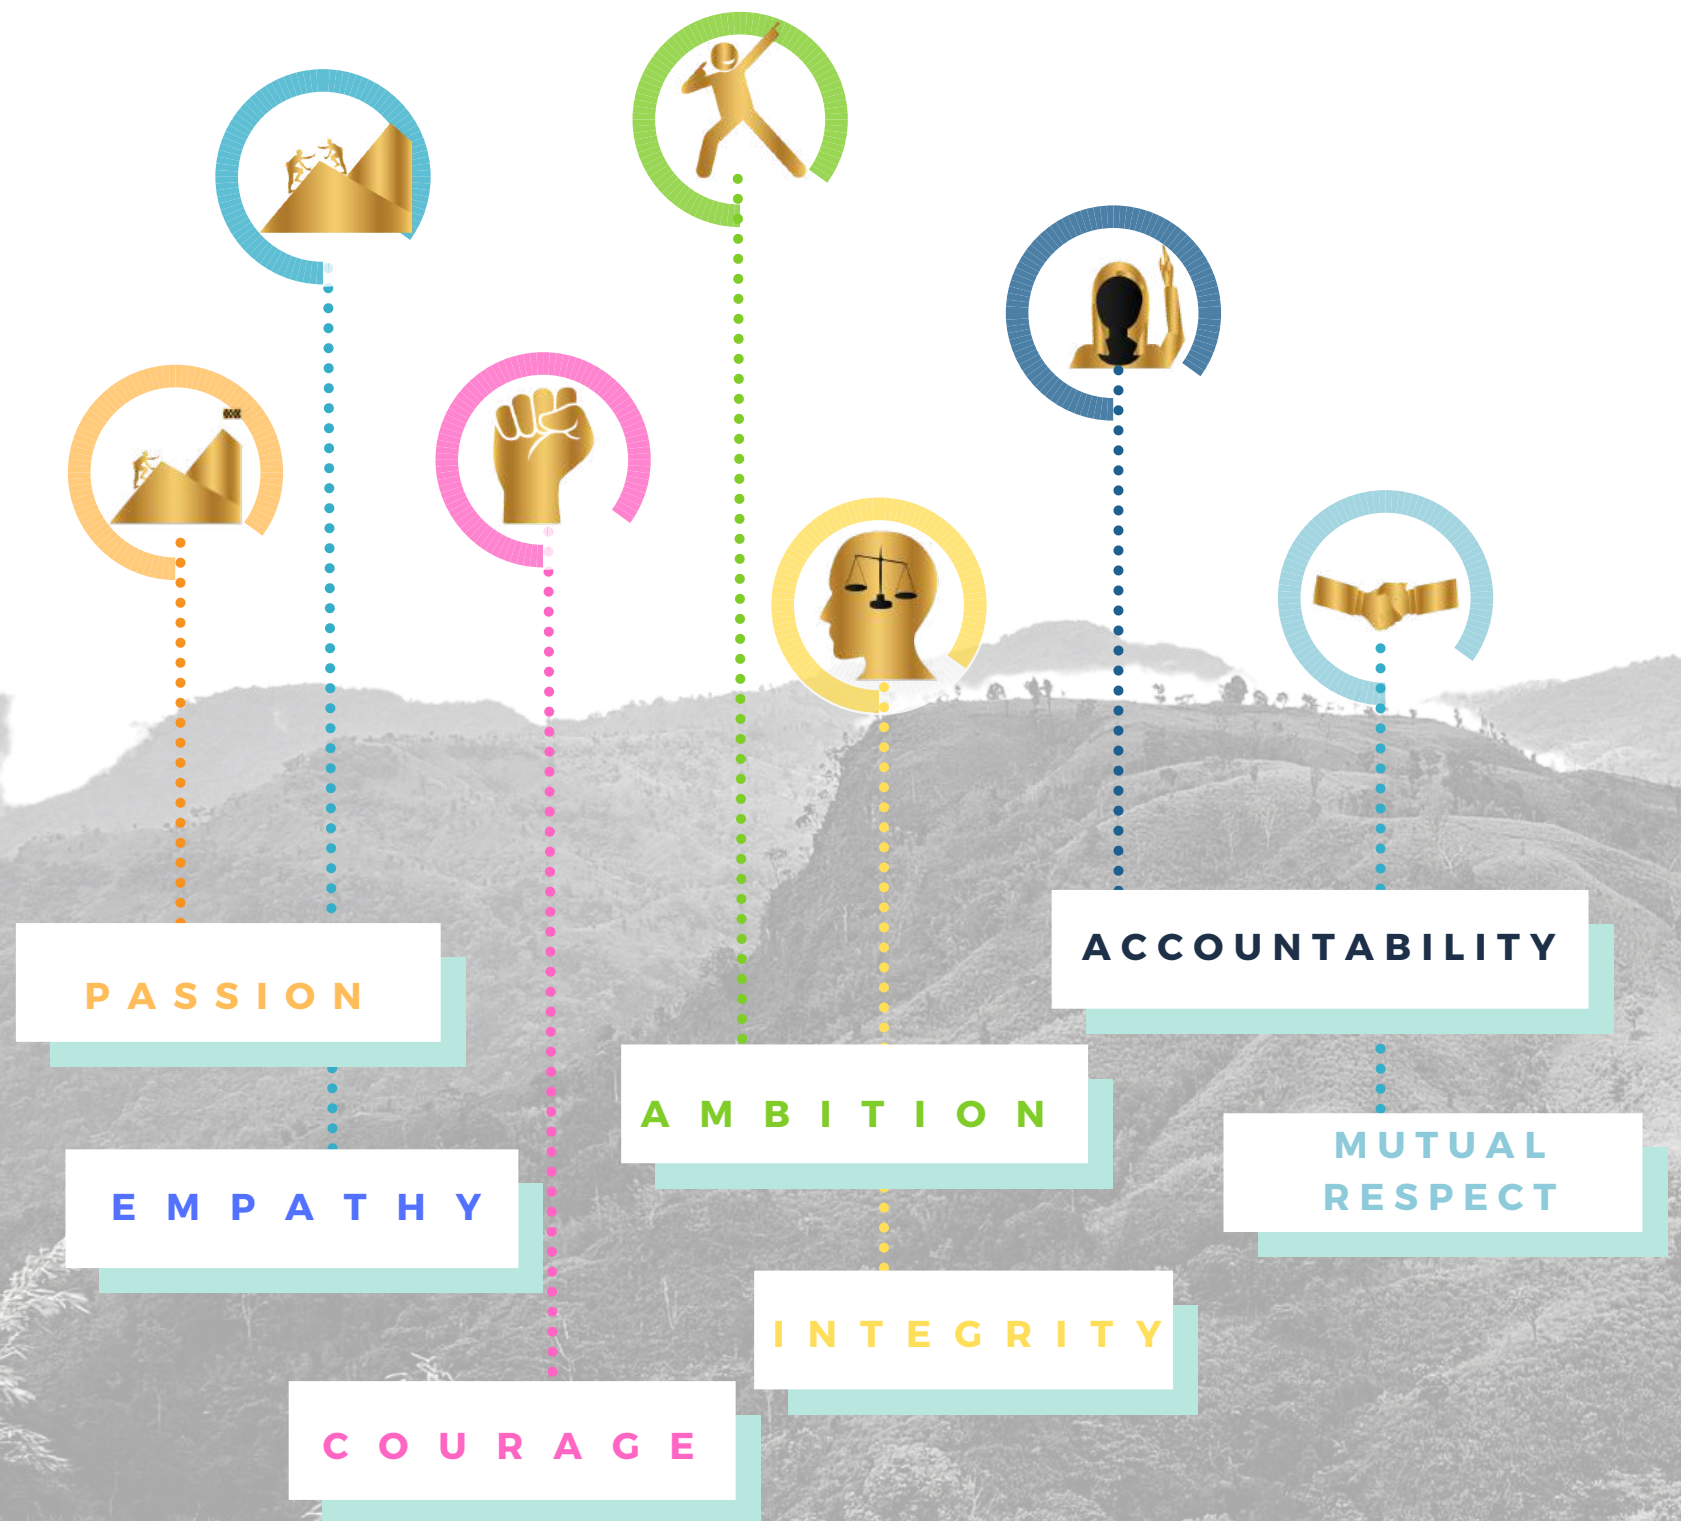 PASSION
EMPATHY
COURAGE
AMBITION
INTEGRITY
ACCOUNTABILITY
MUTUAL
RESPECT